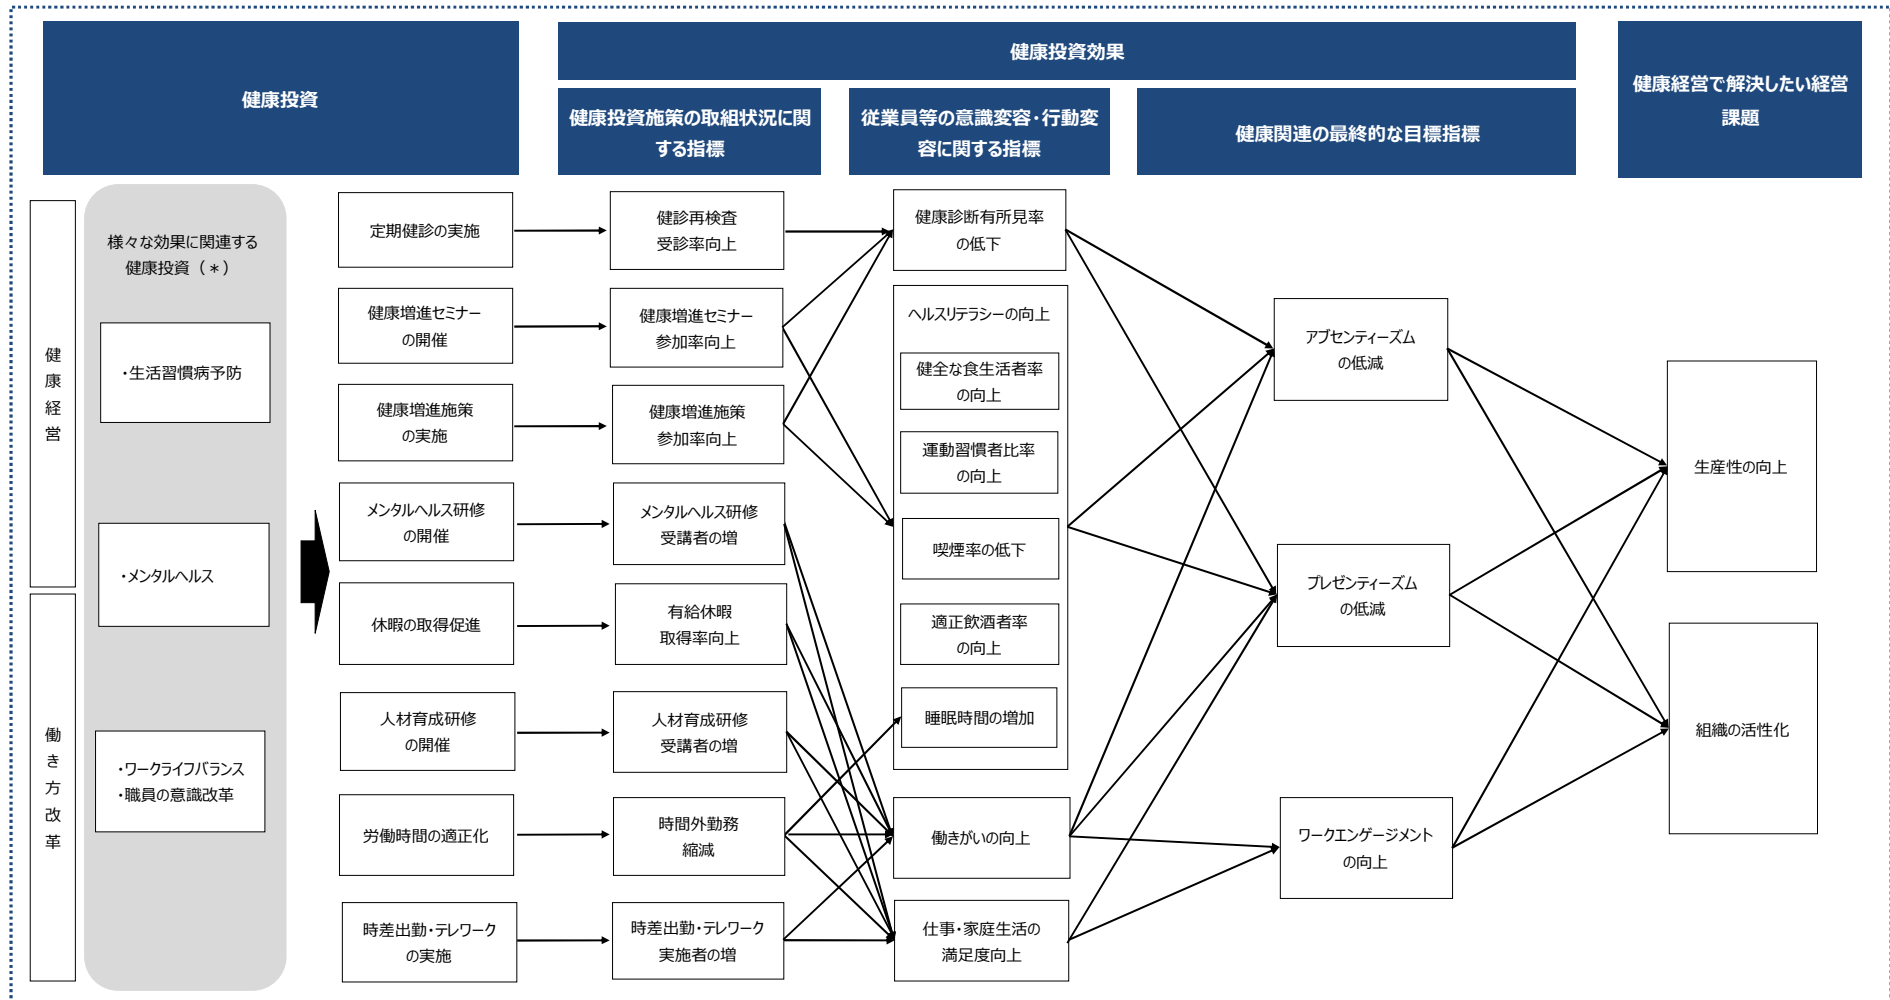 健康投資
健康投資効果
健康経営で解決したい経営
課題
健康投資施策の取組状況に関
する指標
従業員等の意識変容・行動変
容に関する指標
健康関連の最終的な目標指標
健
康
経
営
働
き
方
改
革
様々な効果に関連する
健康投資（＊）
・生活習慣病予防
・メンタルヘルス
・ワークライフバランス
・職員の意識改革
定期健診の実施
健康増進セミナー
の開催
健康増進施策
の実施
メンタルヘルス研修
の開催
休暇の取得促進
人材育成研修
の開催
労働時間の適正化
時差出勤・テレワーク
の実施
健診再検査
受診率向上
健康増進セミナー
参加率向上
健康増進施策
参加率向上
メンタルヘルス研修
受講者の増
有給休暇
取得率向上
人材育成研修
受講者の増
時間外勤務
縮減
時差出勤・テレワーク
実施者の増
健康診断有所見率
の低下
ヘルスリテラシーの向上
健全な食生活者率
の向上
運動習慣者比率
の向上
喫煙率の低下
適正飲酒者率
の向上
睡眠時間の増加
働きがいの向上
仕事・家庭生活の
満足度向上
アブセンティーズム
の低減
プレゼンティーズム
の低減
ワークエンゲージメント
の向上
生産性の向上
組織の活性化